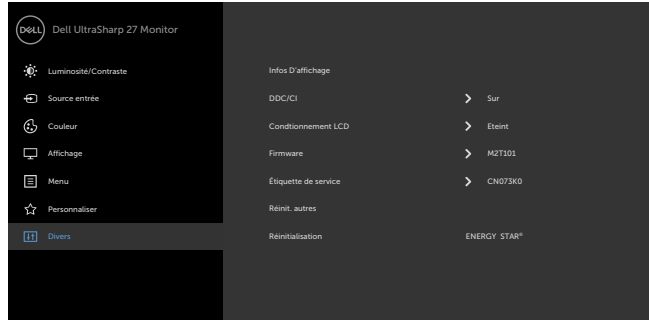 DELL Dell UltraSharp 27 Monitor
Luminosité/Contraste
Infos D'affichage
Source entrée
DDC/CI
Sur
Couleur
Condtionnement LCD
Eteint
Affichage
Firmware
M2T101
Menu
Étiquette de service
CN073K0
Personnaliser
Réinit. autres
Divers
Réinitialisation
ENERGY STAR®